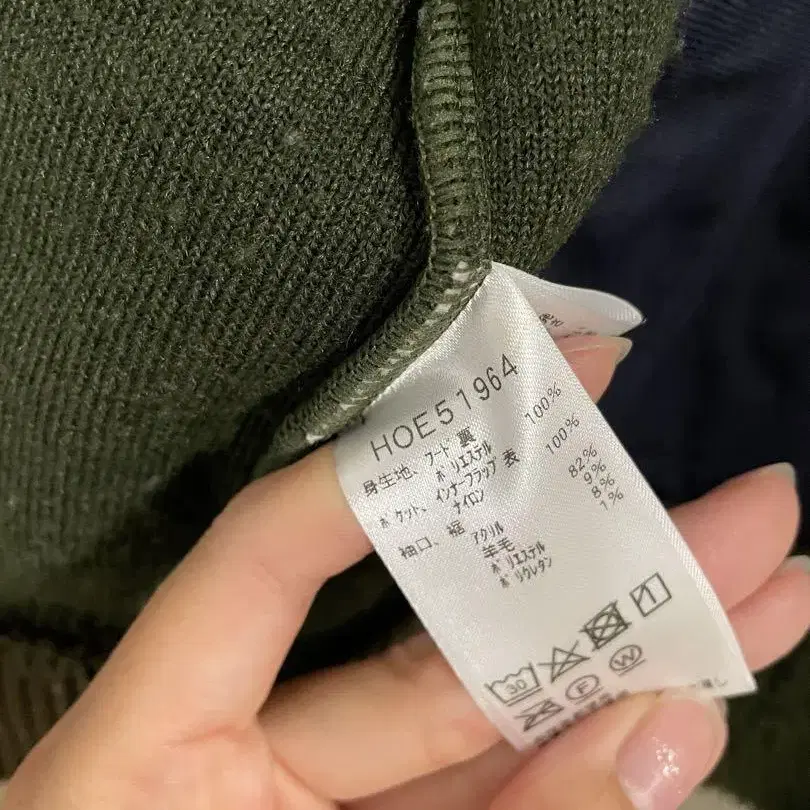 HOE51964
身生地、フード 裏
ポリエステル 100%
ポケット、インナーフラップ 表
ナイロン 100%
袖口、裾
アクリル 82%
羊毛 9%
ポリエステル 8%
ポリウレタン 1%
30
F
W